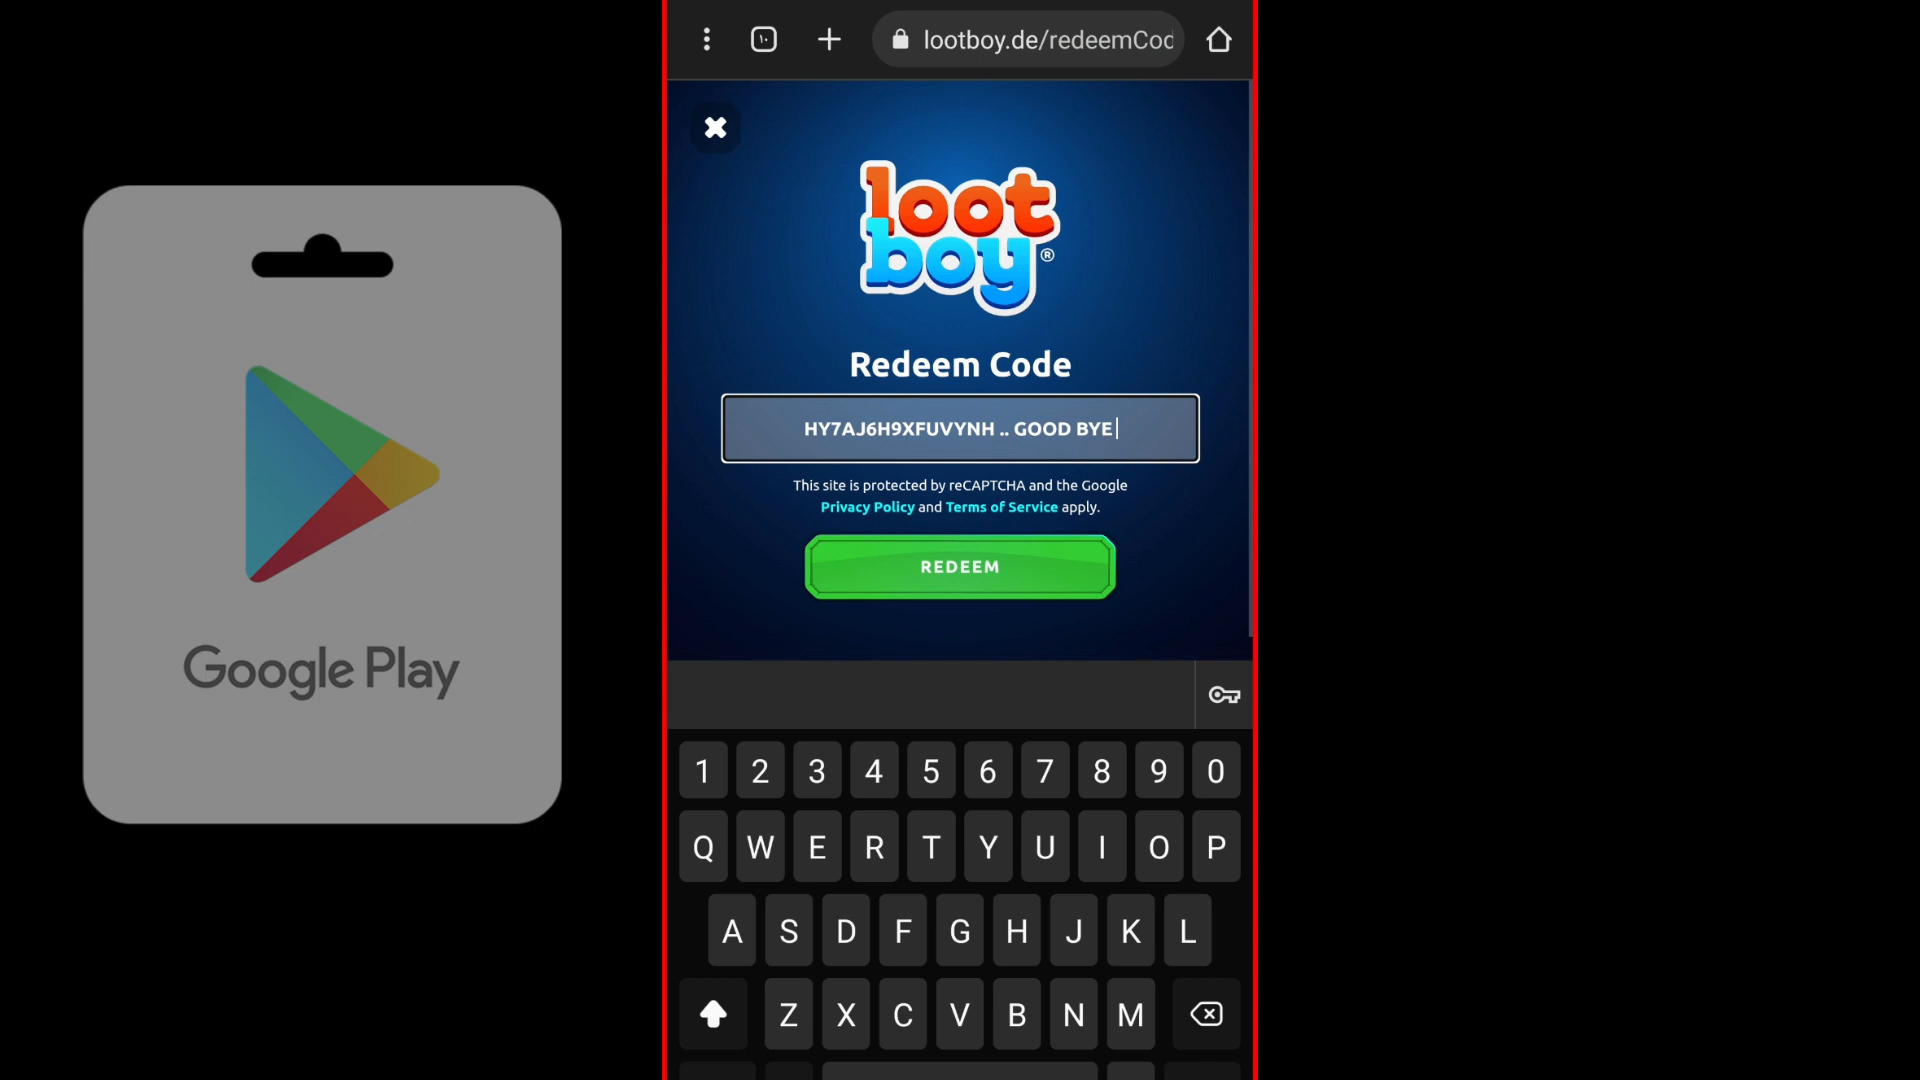 Google Play
١٠
lootboy.de/redeemCod
loot
boy®
Redeem Code
HY7AJ6H9XFUVYNH .. GOOD BYE
This site is protected by reCAPTCHA and the Google
Privacy Policy and Terms of Service apply.
REDEEM
1 2 3 4 5 6 7 8 9 0
Q W E R T Y U I O P
A S D F G H J K L
Z X C V B N M